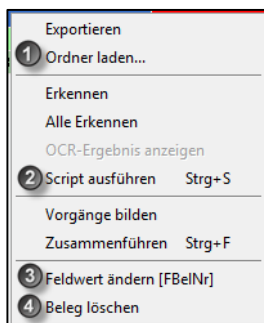 Exportieren
1 Ordner laden...
Erkennen
Alle Erkennen
OCR-Ergebnis anzeigen
2 Script ausführen Strg+S
Vorgänge bilden
Zusammenführen Strg+F
3 Feldwert ändern [FBelNr]
4 Beleg löschen